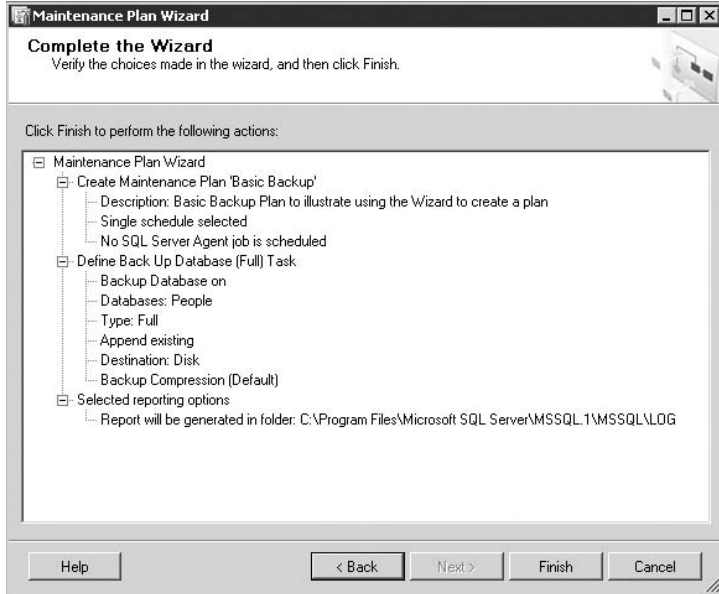 Maintenance Plan Wizard
Complete the Wizard
Verify the choices made in the wizard, and then click Finish.
Click Finish to perform the following actions:
Maintenance Plan Wizard
Create Maintenance Plan 'Basic Backup'
Description: Basic Backup Plan to illustrate using the Wizard to create a plan
Single schedule selected
No SQL Server Agent job is scheduled
Define Back Up Database (Full) Task
Backup Database on
Databases: People
Type: Full
Append existing
Destination: Disk
Backup Compression (Default)
Selected reporting options
Report will be generated in folder: C:\Program Files\Microsoft SQL Server\MSSQL.1\MSSQL\LOG
Help < Back Next > Finish Cancel